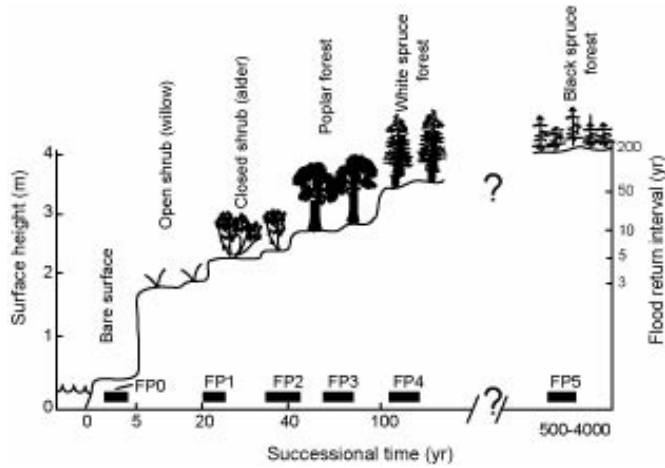 Bare surface
Open shrub (willow)
Closed shrub (alder)
Poplar forest
White spruce
forest
Black spruce
forest
Surface height (m)
4
3
2
1
0
?
200
50
10
5
3
Flood return interval (yr)
FP0
FP1
FP2
FP3
FP4
?
FP5
0
5
20
40
100
500-4000
Successional time (yr)